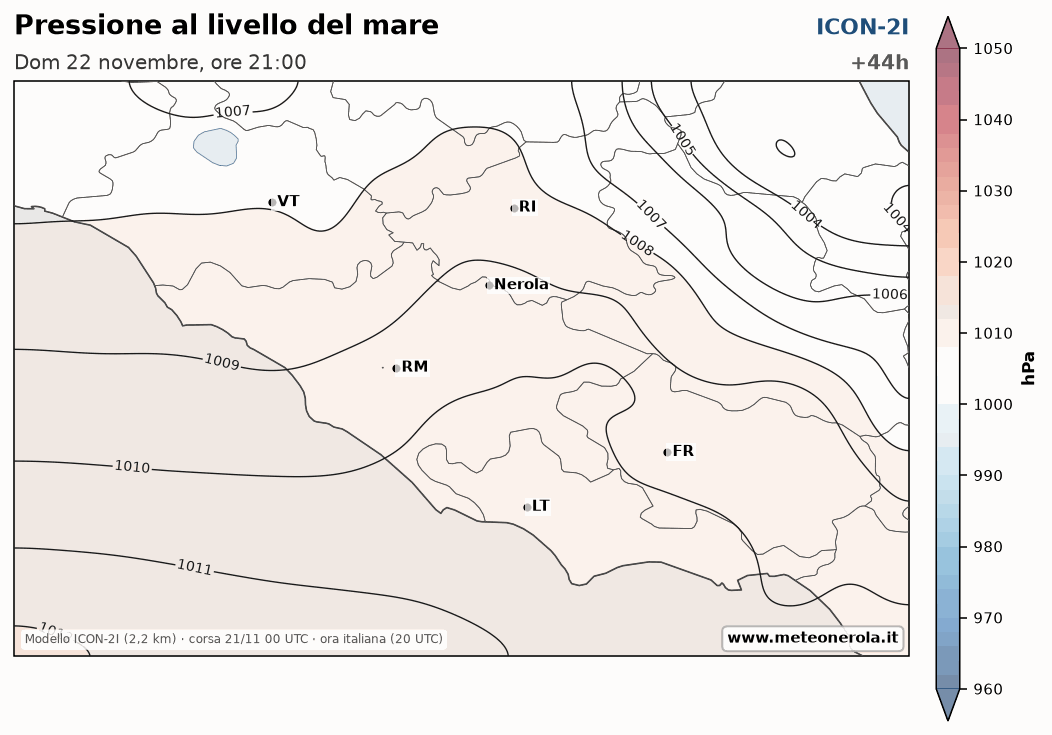 Pressione al livello del mare
ICON-2I
Dom 22 novembre, ore 21:00
+44h
1007
1005
VT
RI
1007
1004
1004
1008
Nerola
1006
1009
RM
1010
FR
LT
1011
Modello ICON-2I (2,2 km) · corsa 21/11 00 UTC · ora italiana (20 UTC)
www.meteonerola.it
1050
1040
1030
1020
1010
1000
990
980
970
960
hPa